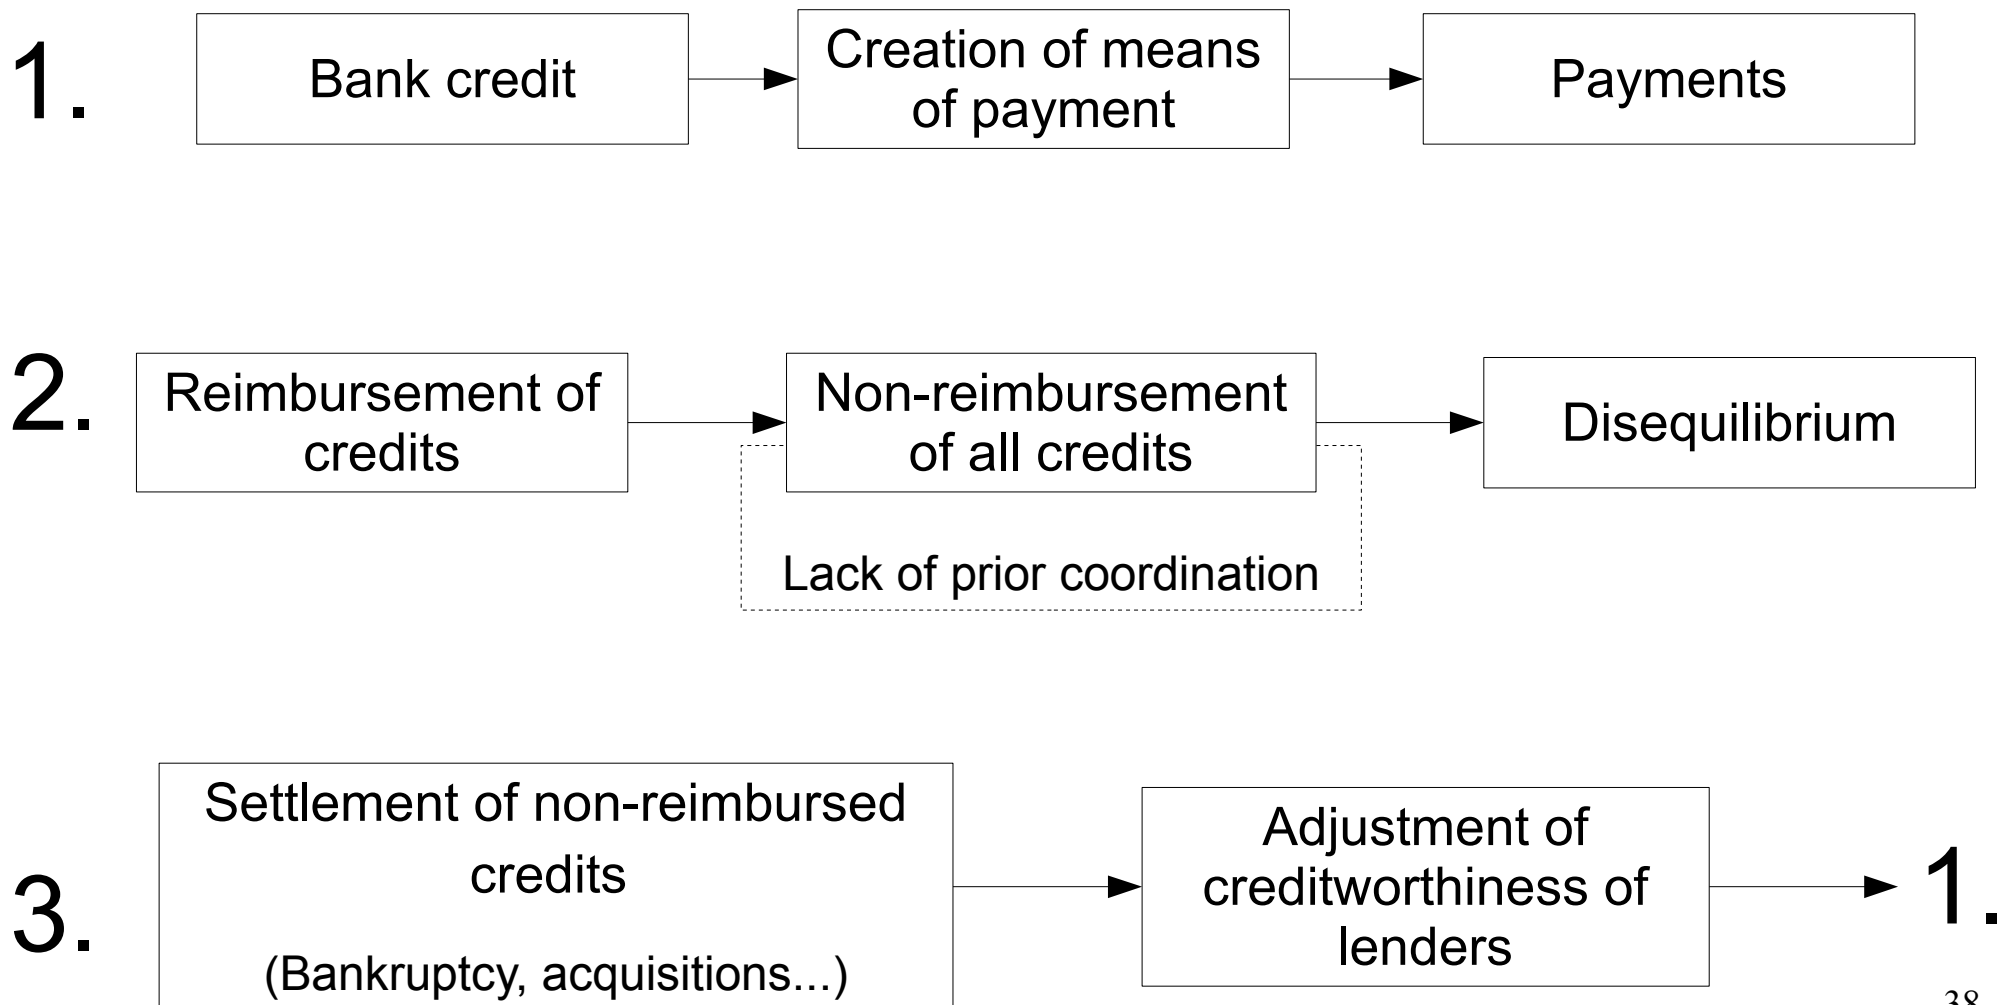 1.
Bank credit
Creation of means
of payment
Payments
2.
Reimbursement of
credits
Non-reimbursement
of all credits
Disequilibrium
Lack of prior coordination
3.
Settlement of non-reimbursed
credits
(Bankruptcy, acquisitions...)
Adjustment of
creditworthiness of
lenders
1.
38